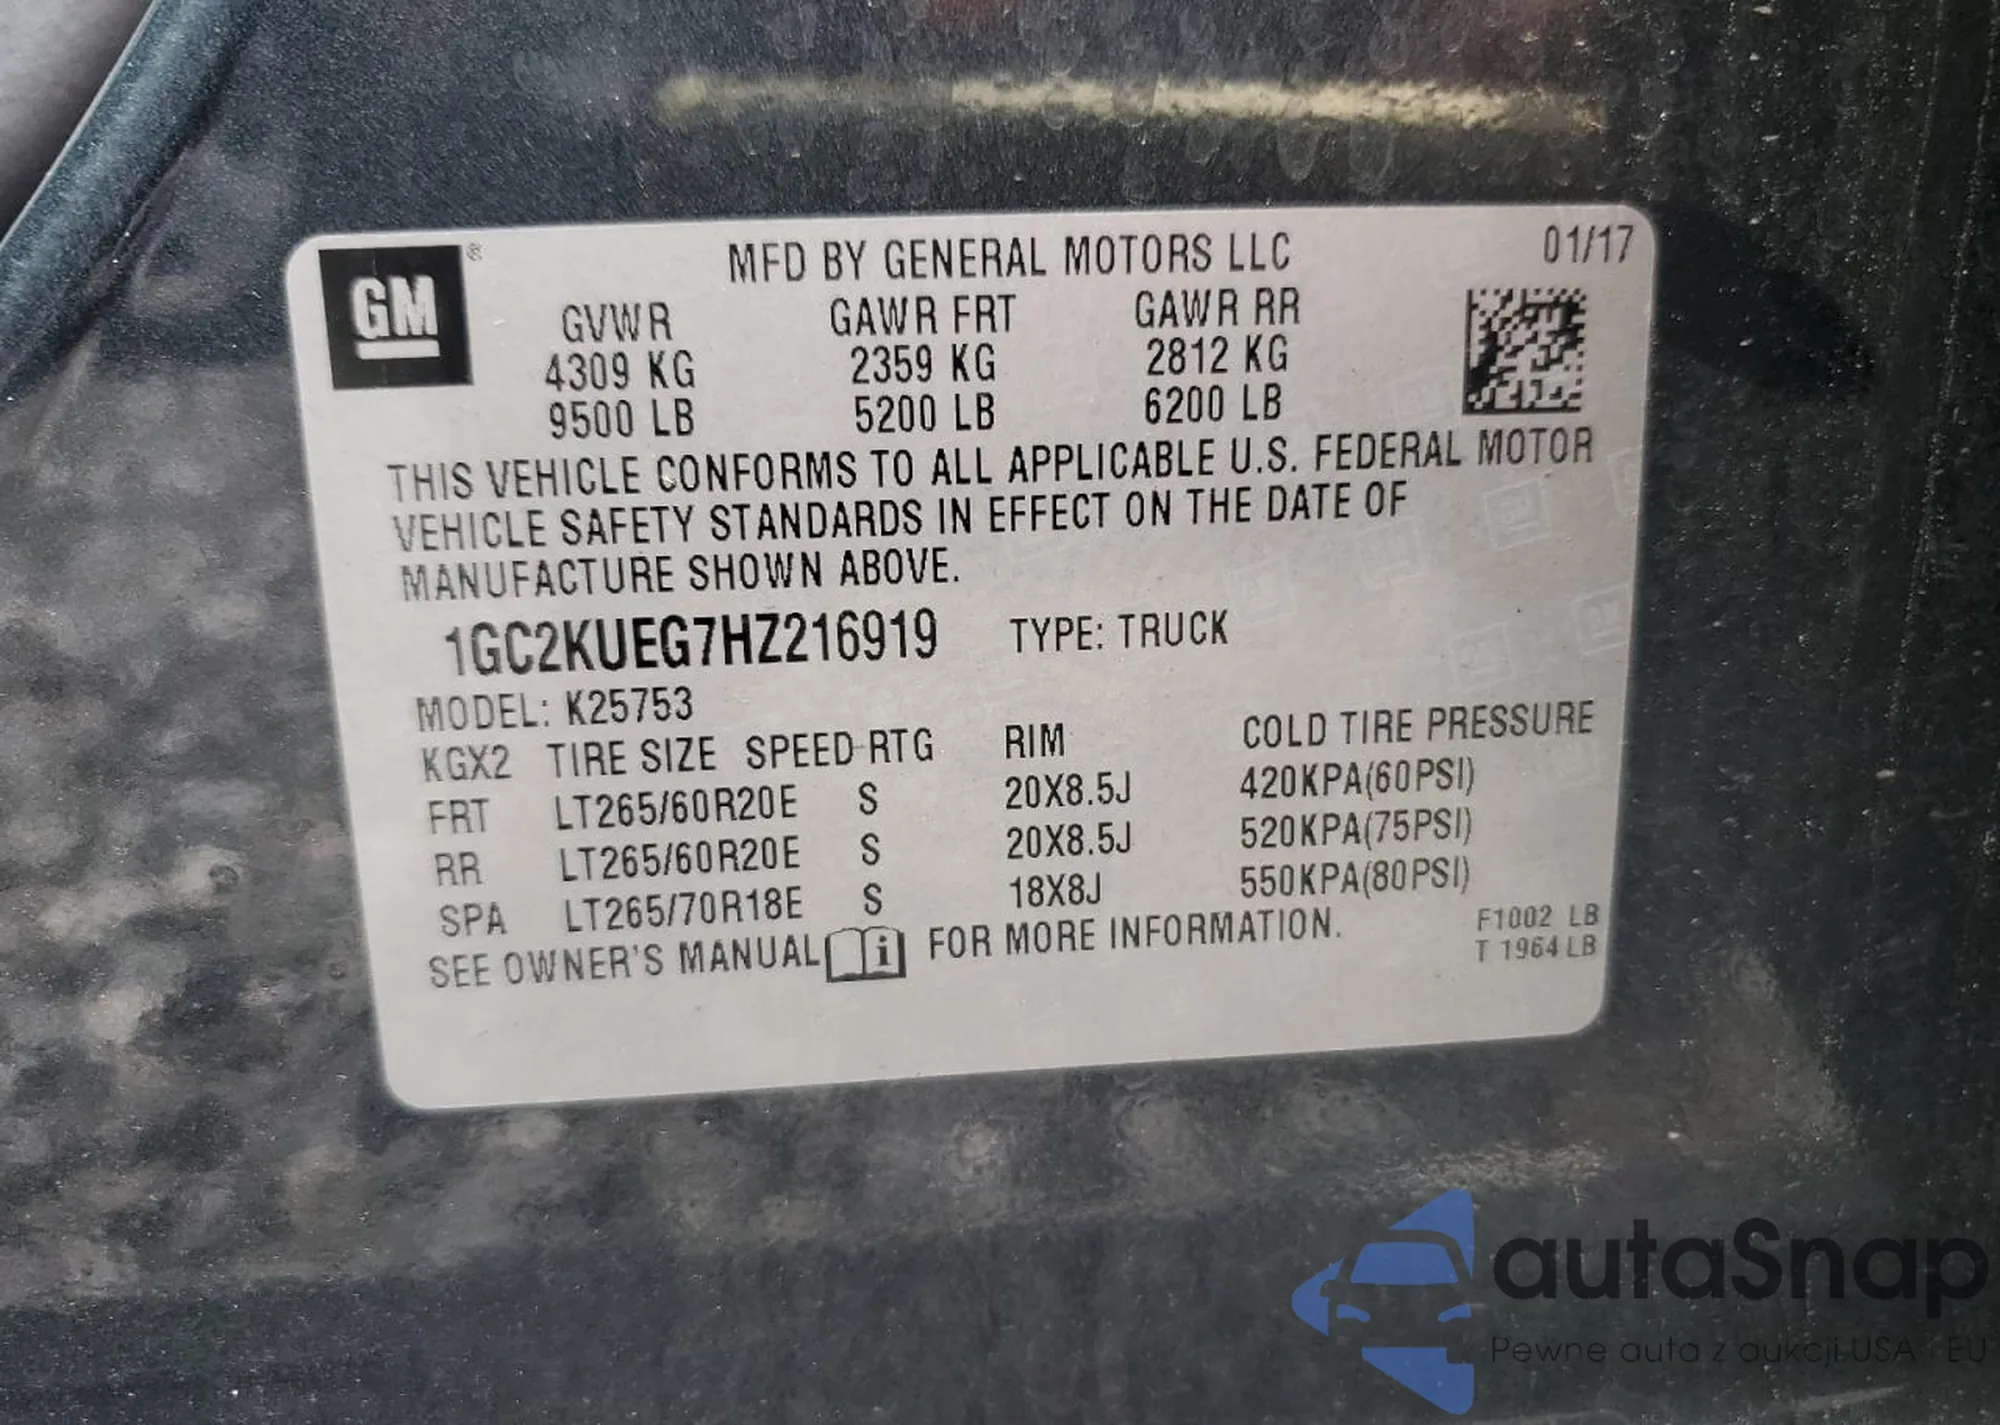 GM ®
MFD BY GENERAL MOTORS LLC 01/17
GVWR GAWR FRT GAWR RR
4309 KG 2359 KG 2812 KG
9500 LB 5200 LB 6200 LB
THIS VEHICLE CONFORMS TO ALL APPLICABLE U.S. FEDERAL MOTOR
VEHICLE SAFETY STANDARDS IN EFFECT ON THE DATE OF
MANUFACTURE SHOWN ABOVE.
1GC2KUEG7HZ216919 TYPE: TRUCK
MODEL: K25753
KGX2 TIRE SIZE SPEED RTG RIM COLD TIRE PRESSURE
FRT LT265/60R20E S 20X8.5J 420KPA(60PSI)
RR LT265/60R20E S 20X8.5J 520KPA(75PSI)
SPA LT265/70R18E S 18X8J 550KPA(80PSI)
SEE OWNER'S MANUAL i FOR MORE INFORMATION.
F1002 LB
T 1964 LB
autaSnap
Pewne auta z aukcji USA i EU